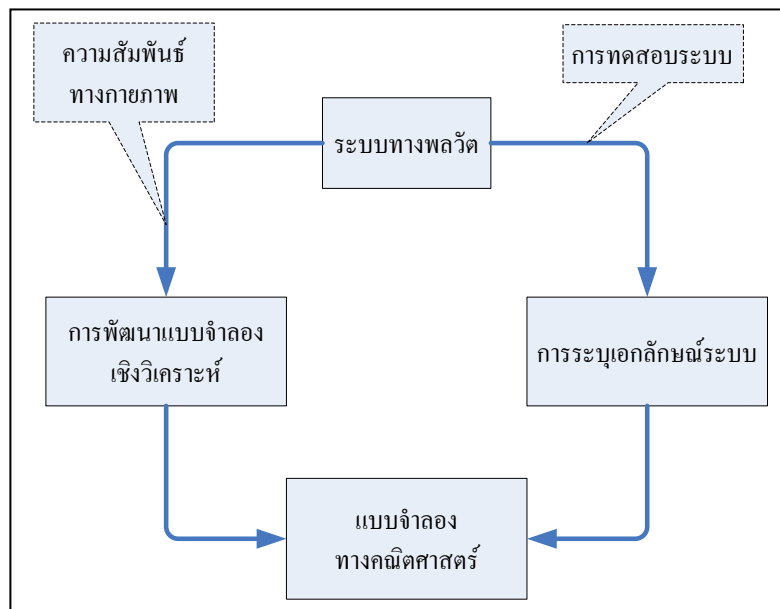 ความสัมพันธ์
ทางกายภาพ
การทดสอบระบบ
ระบบทางพลวัต
การพัฒนาแบบจำลอง
เชิงวิเคราะห์
การระบุเอกลักษณ์ระบบ
แบบจำลอง
ทางคณิตศาสตร์